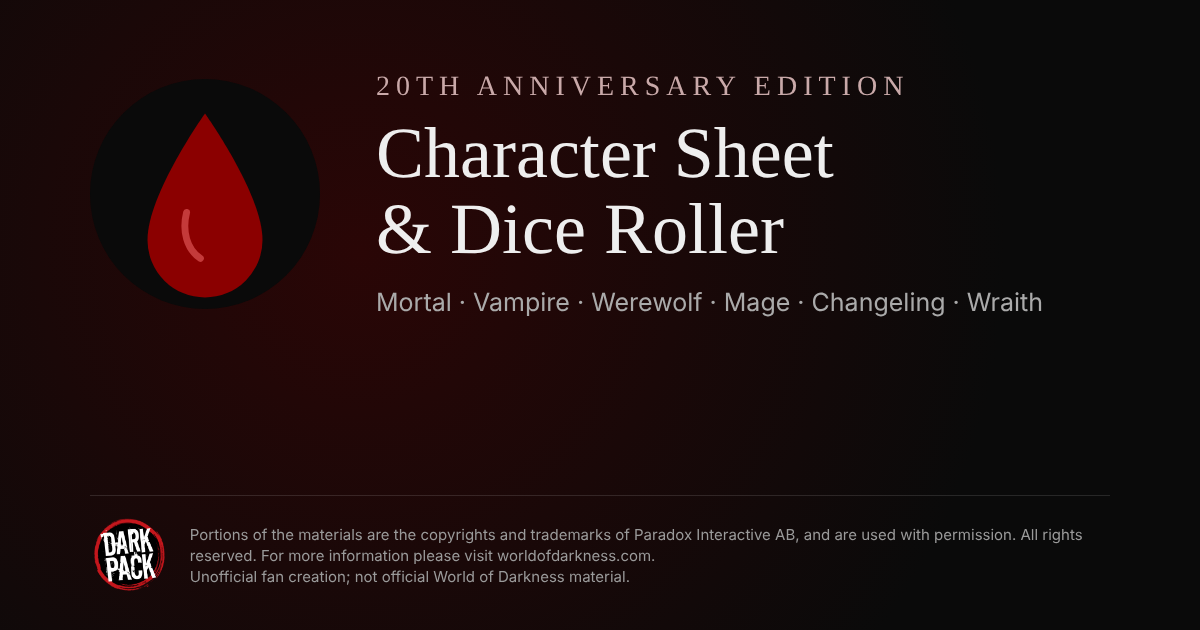 20TH ANNIVERSARY EDITION
Character Sheet
& Dice Roller
Mortal · Vampire · Werewolf · Mage · Changeling · Wraith
DARK
PACK
Portions of the materials are the copyrights and trademarks of Paradox Interactive AB, and are used with permission. All rights
reserved. For more information please visit worldofdarkness.com.
Unofficial fan creation; not official World of Darkness material.